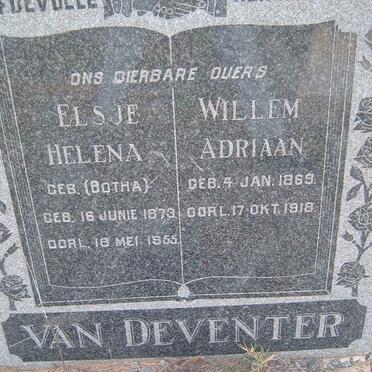 ONS DIERBARE OUERS
ELSJE
HELENA
GEB. (BOTHA)
GEB. 16 JUNIE 1873
OORL. 18 MEI 1955
WILLEM
ADRIAAN
GEB. 4 JAN. 1869
OORL. 17 OKT. 1918
VAN DEVENTER